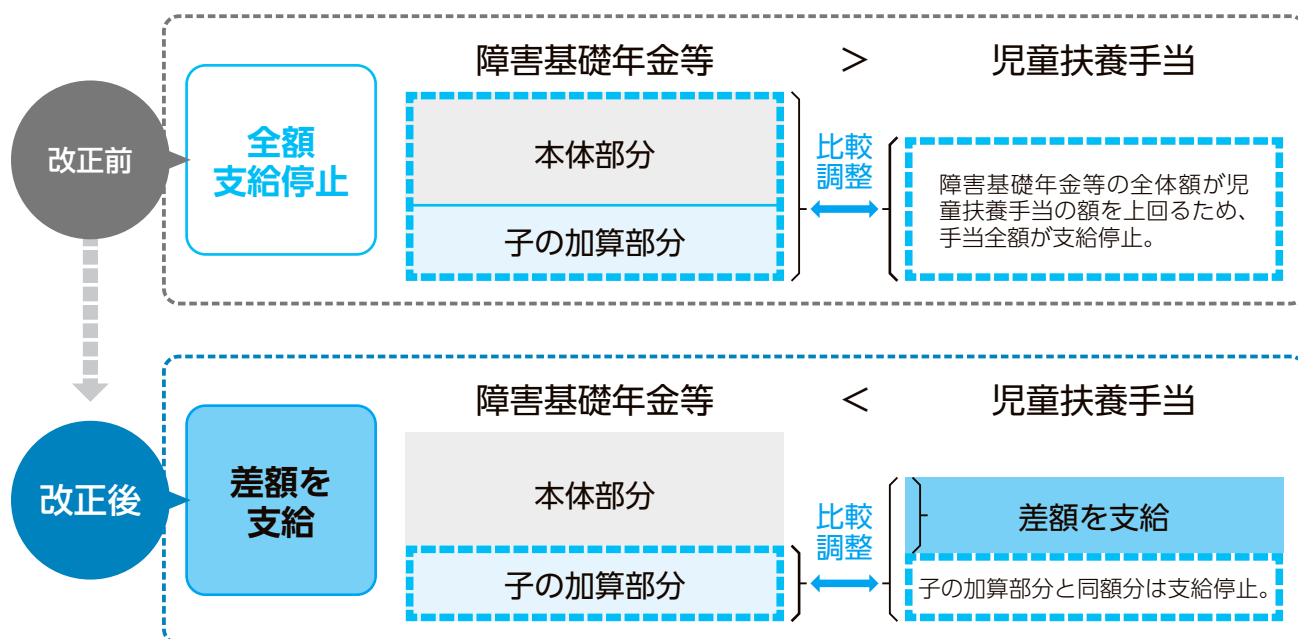 障害基礎年金等 > 児童扶養手当
改正前
全額
支給停止
本体部分
子の加算部分
比較
調整
障害基礎年金等の全体額が児
童扶養手当の額を上回るため、
手当全額が支給停止。
障害基礎年金等 < 児童扶養手当
改正後
差額を
支給
本体部分
子の加算部分
比較
調整
差額を支給
子の加算部分と同額分は支給停止。